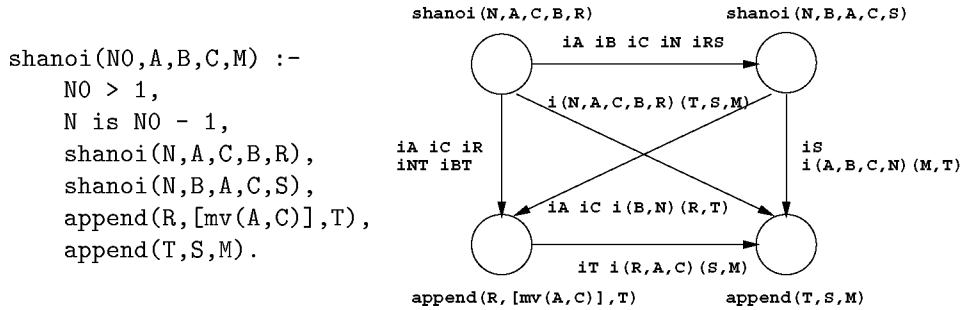 shanoi(N0,A,B,C,M) :-
N0 > 1,
N is N0 - 1,
shanoi(N,A,C,B,R),
shanoi(N,B,A,C,S),
append(R,[mv(A,C)],T),
append(T,S,M).
shanoi(N,A,C,B,R)
shanoi(N,B,A,C,S)
iA iB iC iN iRS
i(N,A,C,B,R)(T,S,M)
iA iC iR
iNT iBT
iS
i(A,B,C,N)(M,T)
iA iC i(B,N)(R,T)
iT i(R,A,C)(S,M)
append(R,[mv(A,C)],T)
append(T,S,M)